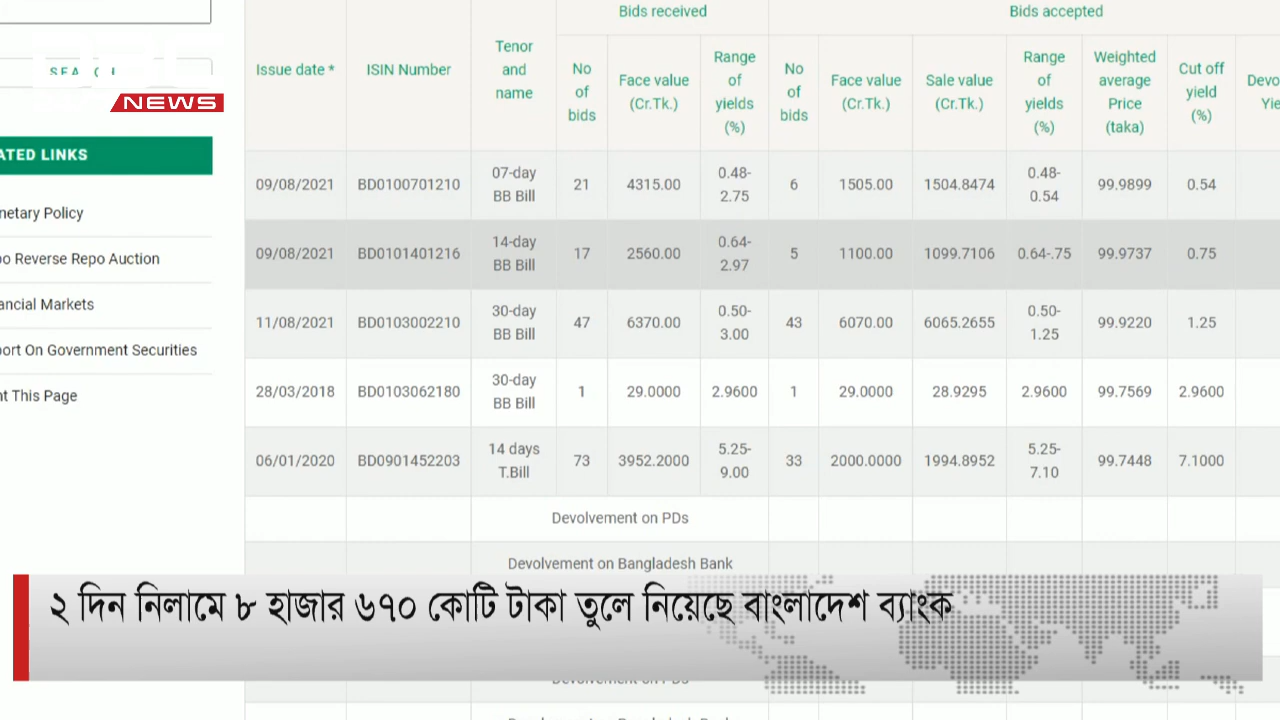 Bids received
Bids accepted
Issue date *
ISIN Number
Tenor
and
name
No
of
bids
Face value
(Cr.Tk.)
Range
of
yields
(%)
No
of
bids
Face value
(Cr.Tk.)
Sale value
(Cr.Tk.)
Range
of
yields
(%)
Weighted
average
Price
(taka)
Cut off
yield
(%)
NEWS
ATED LINKS
netary Policy
po Reverse Repo Auction
ancial Markets
port On Government Securities
nt This Page
09/08/2021 BD0100701210 07-day BB Bill 21 4315.00 0.48-2.75 6 1505.00 1504.8474 0.48-0.54 99.9899 0.54
09/08/2021 BD0101401216 14-day BB Bill 17 2560.00 0.64-2.97 5 1100.00 1099.7106 0.64-.75 99.9737 0.75
11/08/2021 BD0103002210 30-day BB Bill 47 6370.00 0.50-3.00 43 6070.00 6065.2655 0.50-1.25 99.9220 1.25
28/03/2018 BD0103062180 30-day BB Bill 1 29.0000 2.9600 1 29.0000 28.9295 2.9600 99.7569 2.9600
06/01/2020 BD0901452203 14 days T.Bill 73 3952.2000 5.25-9.00 33 2000.0000 1994.8952 5.25-7.10 99.7448 7.1000
Devolvement on PDs
Devolvement on Bangladesh Bank
২ দিন নিলামে ৮ হাজার ৬৭০ কোটি টাকা তুলে নিয়েছে বাংলাদেশ ব্যাংক